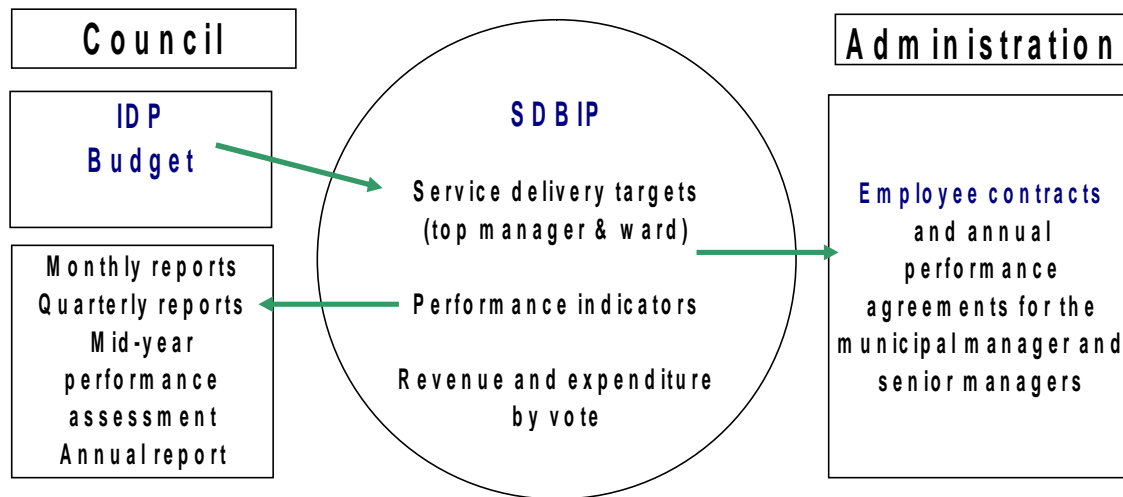 Council
IDP
Budget
Monthly reports
Quarterly reports
Mid-year
performance
assessment
Annual report
SDBIP
Service delivery targets
(top manager & ward)
Performance indicators
Revenue and expenditure
by vote
Administration
Employee contracts
and annual
performance
agreements for the
municipal manager and
senior managers